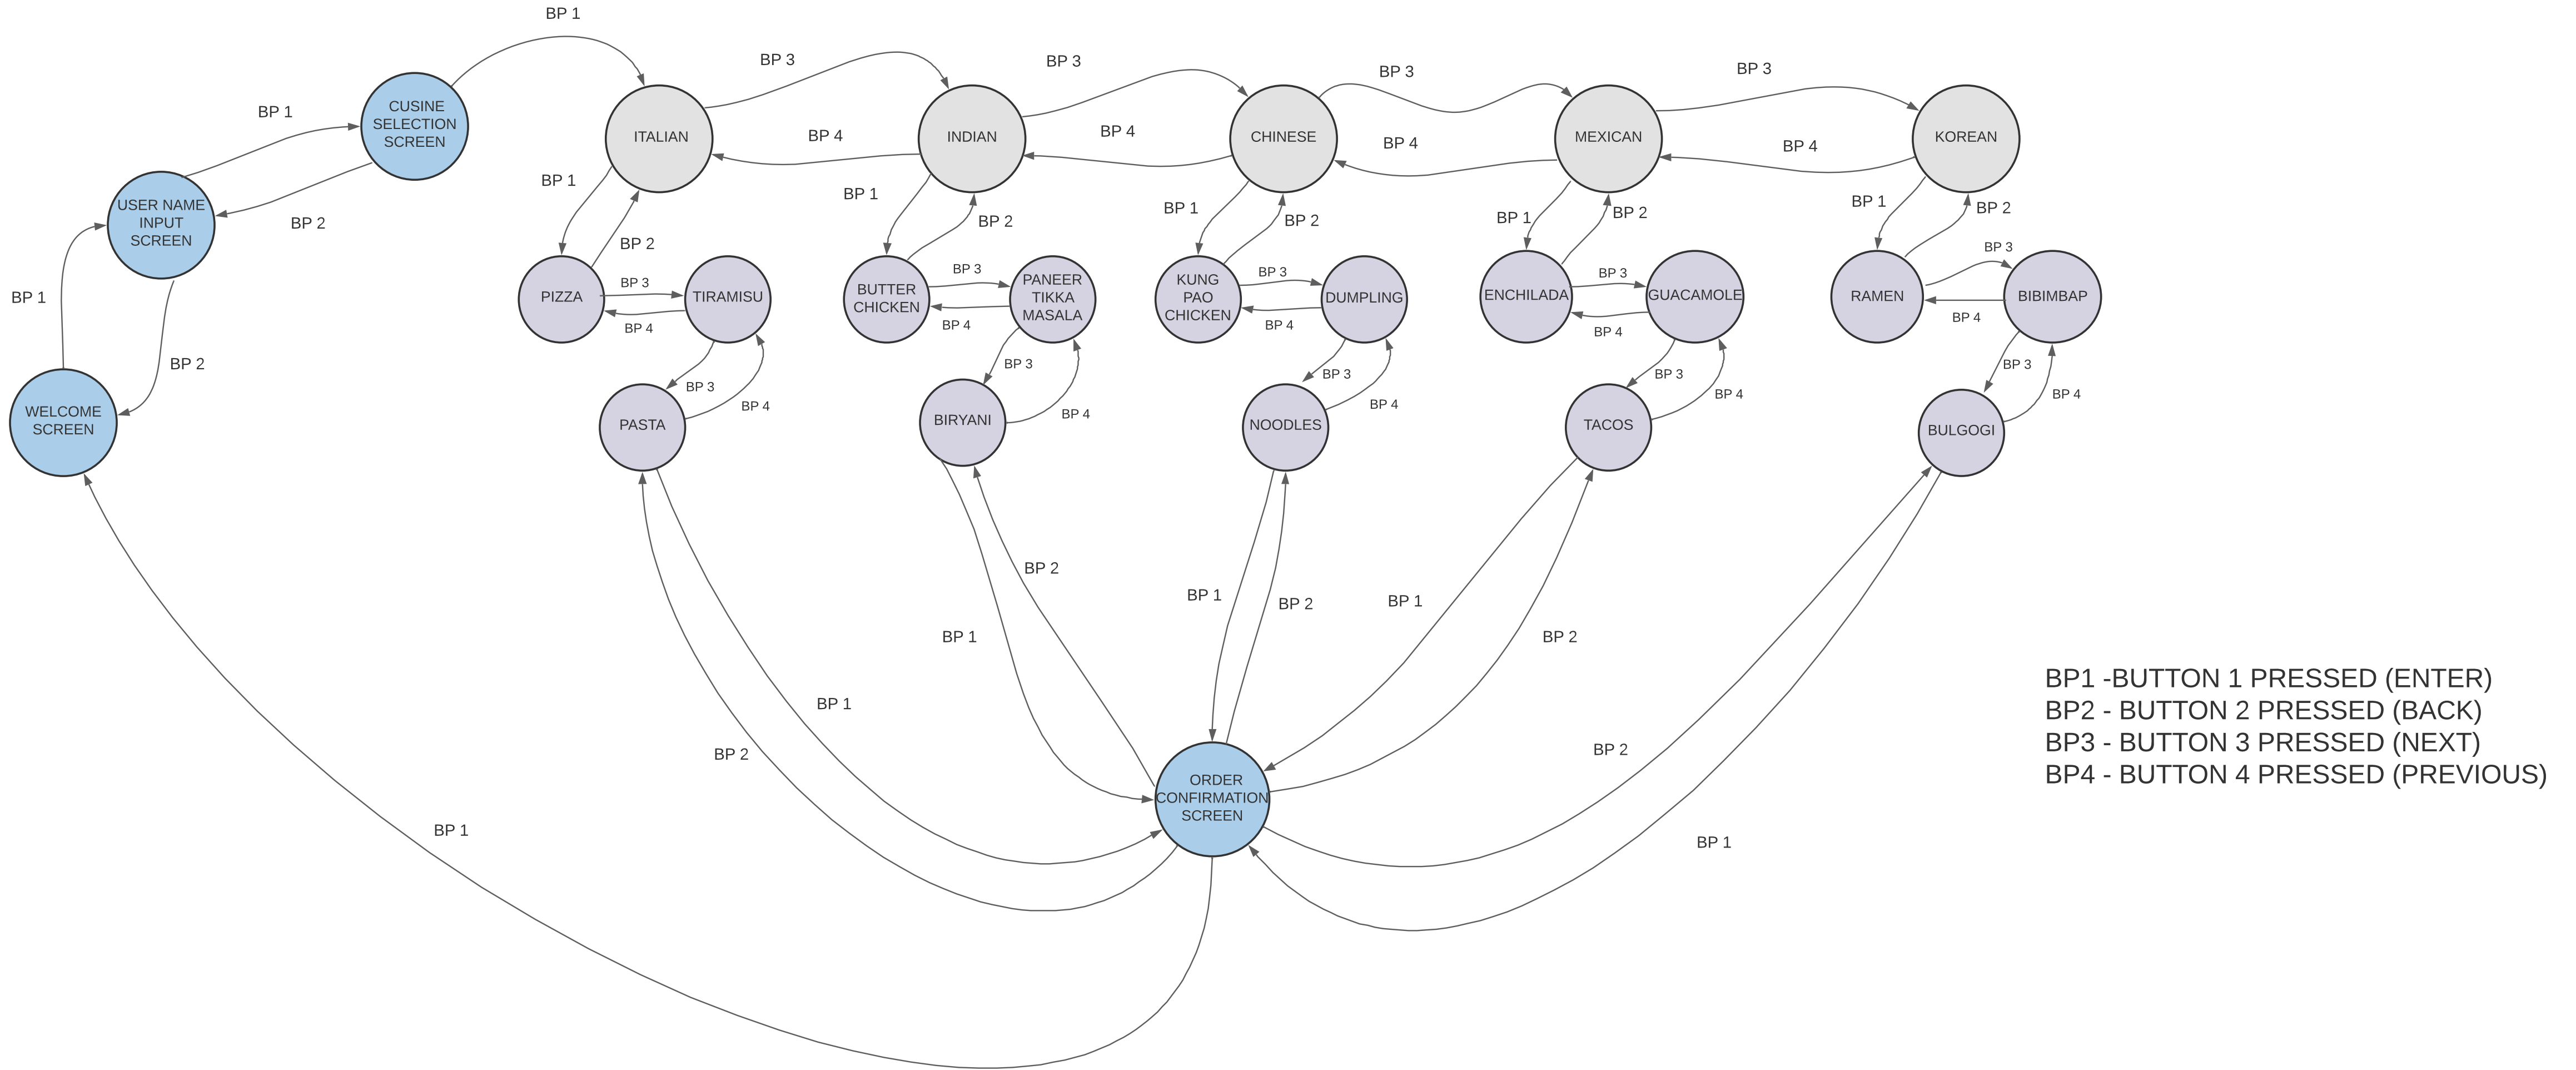 BP 1
BP 3
BP 3
BP 3
BP 3
CUSINE
SELECTION
SCREEN
BP 1
ITALIAN
BP 4
INDIAN
BP 4
CHINESE
BP 4
MEXICAN
BP 4
KOREAN
USER NAME
INPUT
SCREEN
BP 2
BP 1
BP 2
BP 1
BP 2
BP 1
BP 2
BP 1
BP 2
BP 1
BP 2
BP 1
BP 2
PIZZA
BP 3
BP 4
TIRAMISU
BUTTER
CHICKEN
BP 3
BP 4
PANEER
TIKKA
MASALA
KUNG
PAO
CHICKEN
BP 3
BP 4
DUMPLING
ENCHILADA
BP 3
BP 4
GUACAMOLE
RAMEN
BP 3
BP 4
BIBIMBAP
BP 3
BP 4
BP 3
BP 4
BP 3
BP 4
BP 3
BP 4
BP 3
BP 4
WELCOME
SCREEN
PASTA
BIRYANI
NOODLES
TACOS
BULGOGI
BP 2
BP 1
BP 2
BP 1
BP 1
BP 2
BP 1
BP 2
BP 2
BP 1
BP 1
BP 1
ORDER
CONFIRMATION
SCREEN
BP1 -BUTTON 1 PRESSED (ENTER)
BP2 - BUTTON 2 PRESSED (BACK)
BP3 - BUTTON 3 PRESSED (NEXT)
BP4 - BUTTON 4 PRESSED (PREVIOUS)